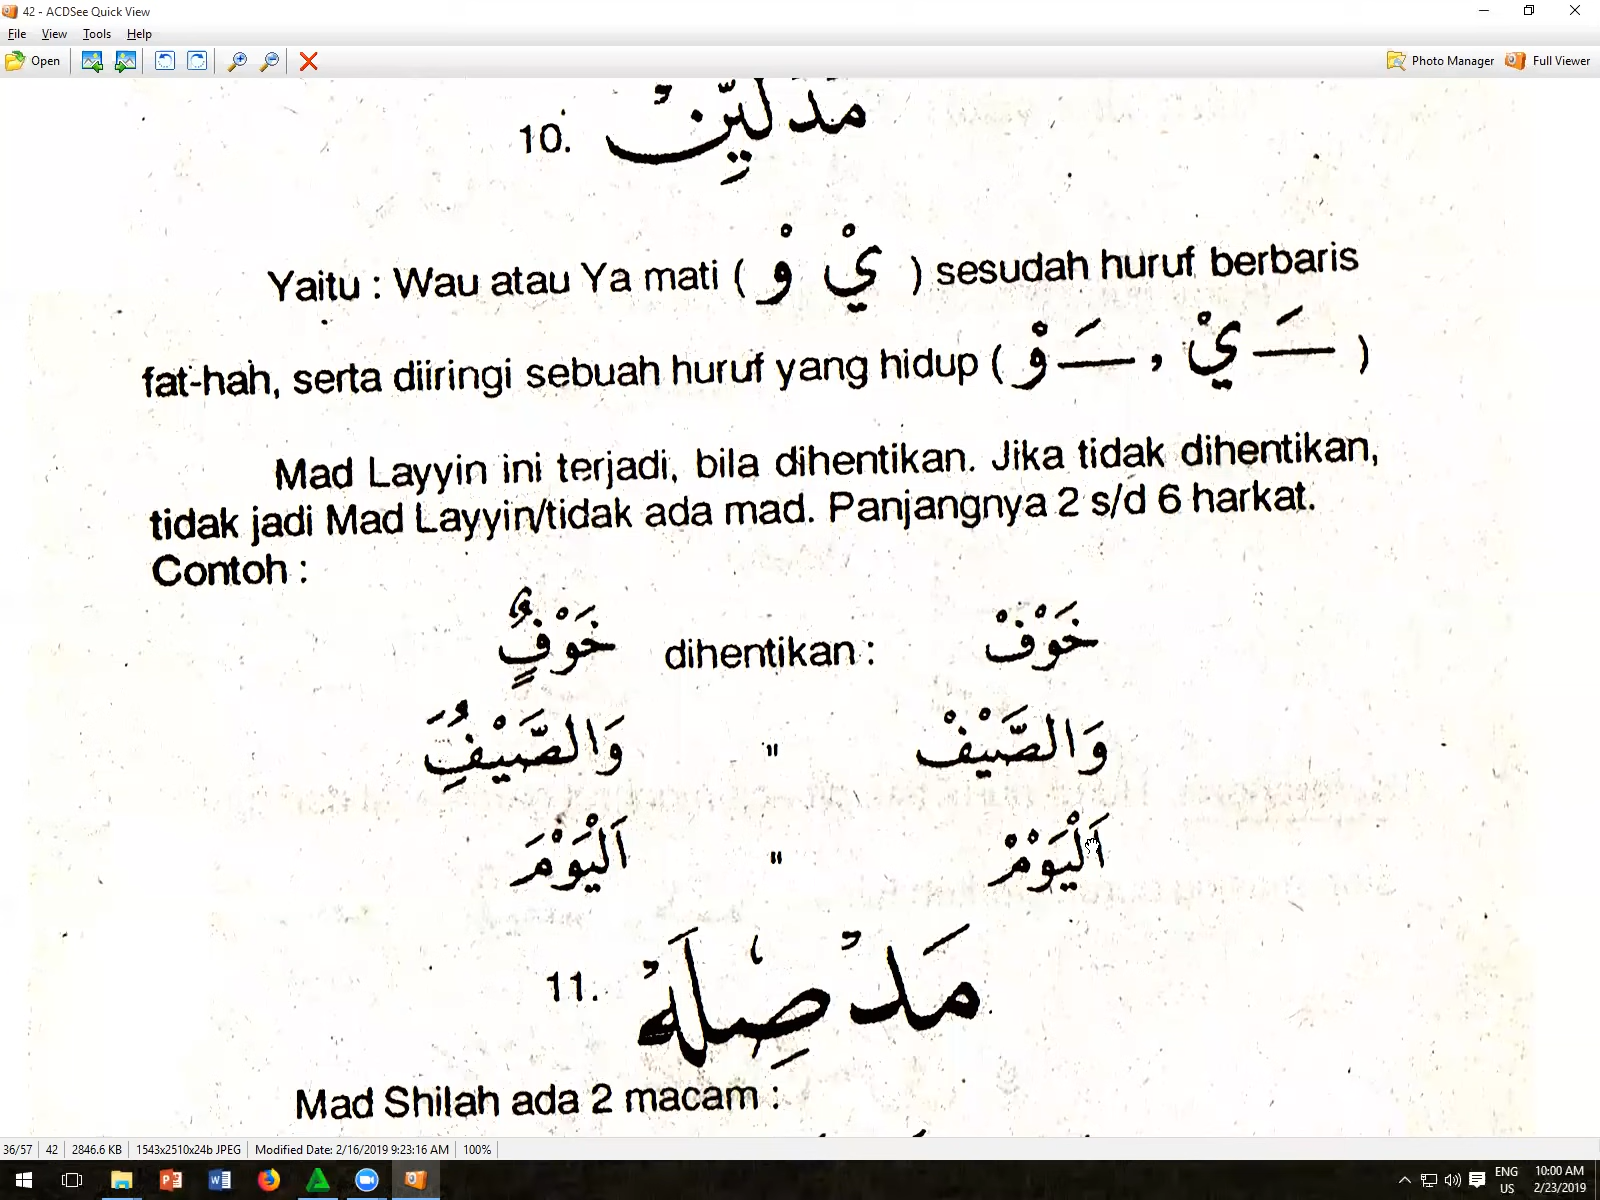 42 - ACDSee Quick View
File View Tools Help
Open Photo Manager Full Viewer
10. مَدْلَيِّنْ
Yaitu : Wau atau Ya mati ( وْ يْ ) sesudah huruf berbaris
fat-hah, serta diiringi sebuah huruf yang hidup ( ـَـ وْ , ـَـ يْ )
Mad Layyin ini terjadi, bila dihentikan. Jika tidak dihentikan,
tidak jadi Mad Layyin/tidak ada mad. Panjangnya 2 s/d 6 harkat.
Contoh :
خَوْفٍ dihentikan : خَوْفْ
وَالصَّيْفِ " وَالصَّيْفْ
اَلْيَوْمَ " اَلْيَوْمْ
11. مَدْصِلَهْ
Mad Shilah ada 2 macam :
36/57 42 2846.6 KB 1543x2510x24b JPEG Modified Date: 2/16/2019 9:23:16 AM 100%
ENG 10:00 AM
US 2/23/2019